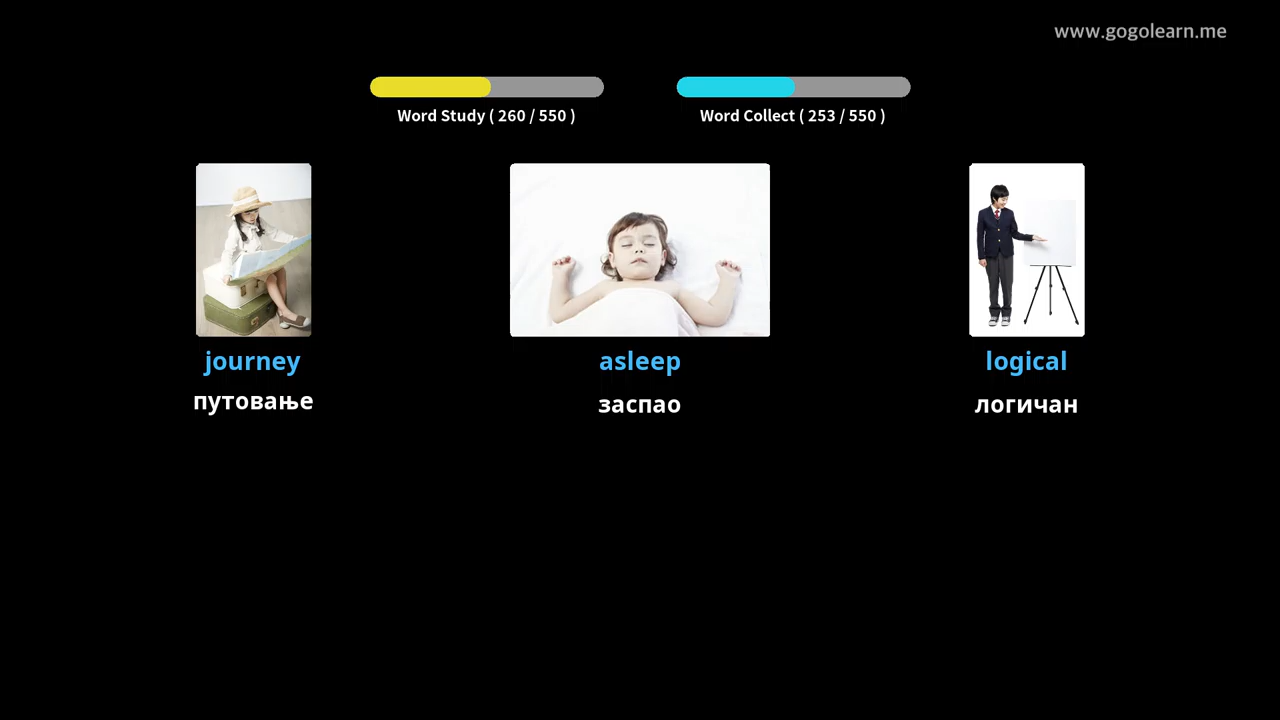 www.gogolearn.me
Word Study ( 260 / 550 )
Word Collect ( 253 / 550 )
journey
asleep
logical
путовање
заспао
логичан